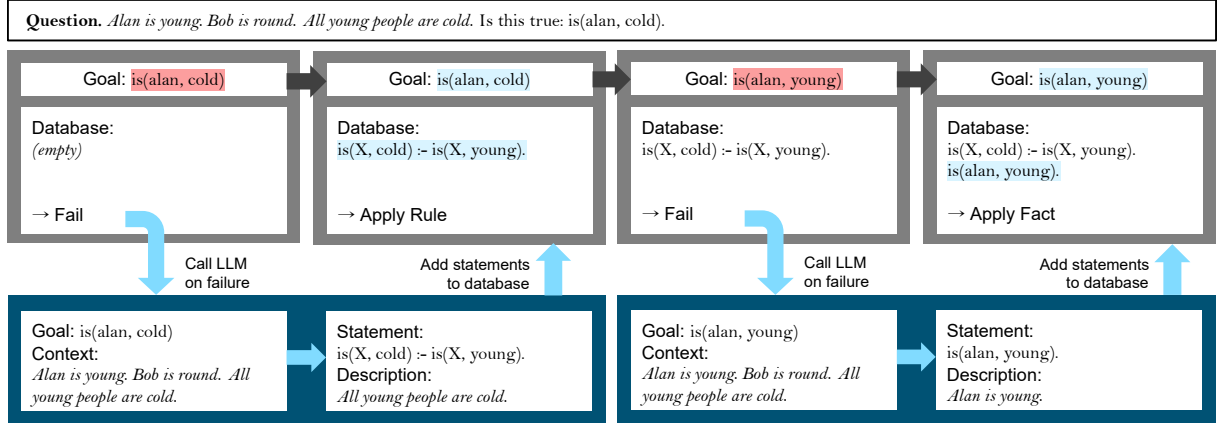 Question. Alan is young. Bob is round. All young people are cold. Is this true: is(alan, cold).
Goal: is(alan, cold)
Database:
(empty)
→ Fail
Goal: is(alan, cold)
Database:
is(X, cold) :- is(X, young).
→ Apply Rule
Goal: is(alan, young)
Database:
is(X, cold) :- is(X, young).
→ Fail
Goal: is(alan, young)
Database:
is(X, cold) :- is(X, young).
is(alan, young).
→ Apply Fact
Call LLM
on failure
Add statements
to database
Call LLM
on failure
Add statements
to database
Goal: is(alan, cold)
Context:
Alan is young. Bob is round. All
young people are cold.
Statement:
is(X, cold) :- is(X, young).
Description:
All young people are cold.
Goal: is(alan, young)
Context:
Alan is young. Bob is round. All
young people are cold.
Statement:
is(alan, young).
Description:
Alan is young.